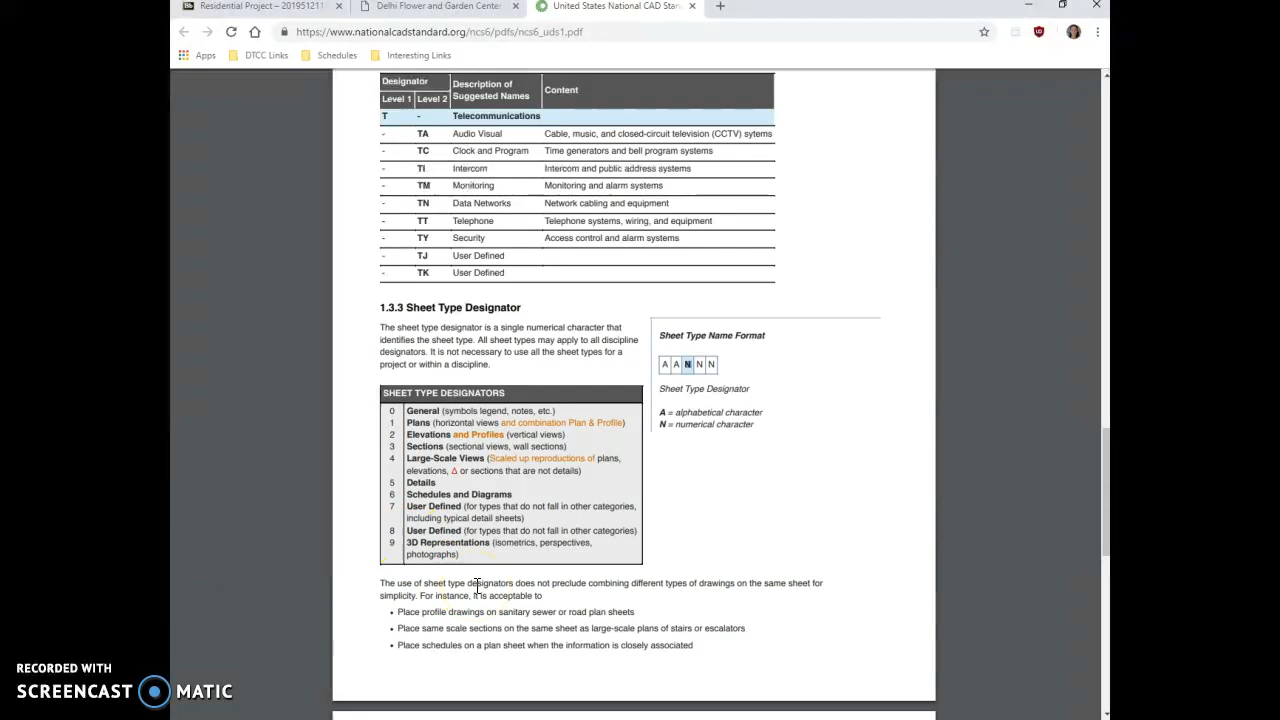 Bb Residential Project – 201951211
Delhi Flower and Garden Center
United States National CAD Stan
https://www.nationalcadstandard.org/ncs6/pdfs/ncs6_uds1.pdf
Apps DTCC Links Schedules Interesting Links
Designator Description of Suggested Names Content
Level 1 Level 2
T - Telecommunications
- TA Audio Visual Cable, music, and closed-circuit television (CCTV) sytems
- TC Clock and Program Time generators and bell program systems
- TI Intercom Intercom and public address systems
- TM Monitoring Monitoring and alarm systems
- TN Data Networks Network cabling and equipment
- TT Telephone Telephone systems, wiring, and equipment
- TY Security Access control and alarm systems
- TJ User Defined
- TK User Defined
1.3.3 Sheet Type Designator
The sheet type designator is a single numerical character that
identifies the sheet type. All sheet types may apply to all discipline
designators. It is not necessary to use all the sheet types for a
project or within a discipline.
Sheet Type Name Format
A A N N N
Sheet Type Designator
A = alphabetical character
N = numerical character
SHEET TYPE DESIGNATORS
0 General (symbols legend, notes, etc.)
1 Plans (horizontal views and combination Plan & Profile)
2 Elevations and Profiles (vertical views)
3 Sections (sectional views, wall sections)
4 Large-Scale Views (Scaled up reproductions of plans,
elevations, Δ or sections that are not details)
5 Details
6 Schedules and Diagrams
7 User Defined (for types that do not fall in other categories,
including typical detail sheets)
8 User Defined (for types that do not fall in other categories)
9 3D Representations (isometrics, perspectives,
photographs)
The use of sheet type designators does not preclude combining different types of drawings on the same sheet for
simplicity. For instance, it is acceptable to
• Place profile drawings on sanitary sewer or road plan sheets
• Place same scale sections on the same sheet as large-scale plans of stairs or escalators
• Place schedules on a plan sheet when the information is closely associated
RECORDED WITH
SCREENCAST MATIC